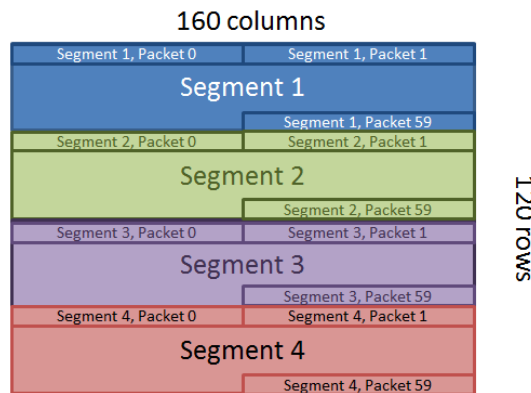 160 columns
Segment 1, Packet 0 Segment 1, Packet 1
Segment 1
Segment 1, Packet 59
Segment 2, Packet 0 Segment 2, Packet 1
Segment 2
Segment 2, Packet 59
120 rows
Segment 3, Packet 0 Segment 3, Packet 1
Segment 3
Segment 3, Packet 59
Segment 4, Packet 0 Segment 4, Packet 1
Segment 4
Segment 4, Packet 59